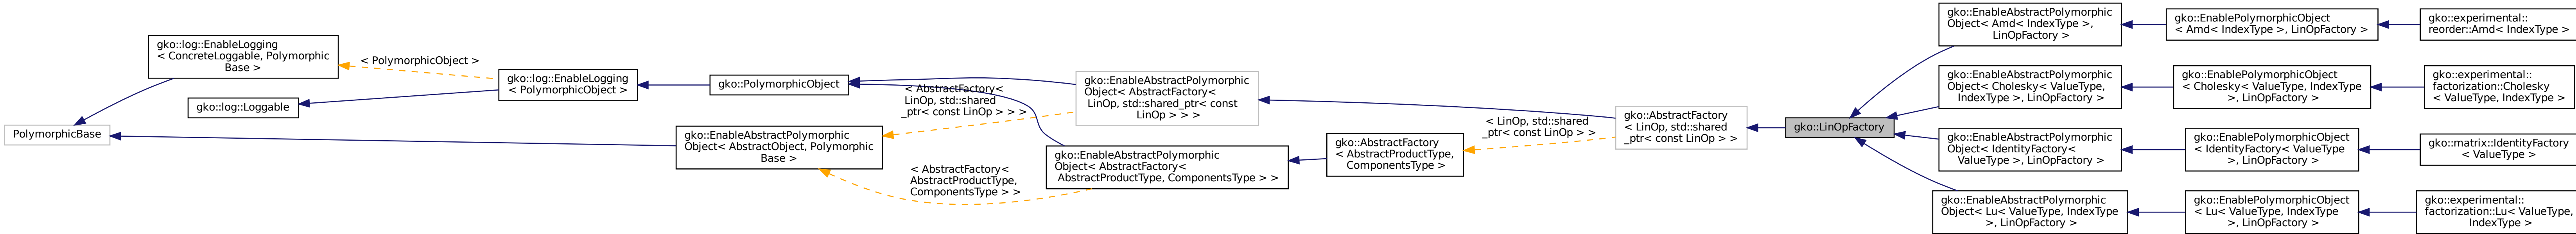 PolymorphicBase
gko::log::EnableLogging
< ConcreteLoggable, Polymorphic
Base >
gko::log::Loggable
< PolymorphicObject >
gko::log::EnableLogging
< PolymorphicObject >
gko::EnableAbstractPolymorphic
Object< AbstractObject, Polymorphic
Base >
gko::PolymorphicObject
< AbstractFactory<
LinOp, std::shared
_ptr< const LinOp > > >
< AbstractFactory<
AbstractProductType,
ComponentsType > >
gko::EnableAbstractPolymorphic
Object< AbstractFactory<
LinOp, std::shared_ptr< const
LinOp > > >
gko::EnableAbstractPolymorphic
Object< AbstractFactory<
AbstractProductType, ComponentsType > >
gko::AbstractFactory
< AbstractProductType,
ComponentsType >
< LinOp, std::shared
_ptr< const LinOp > >
gko::AbstractFactory
< LinOp, std::shared
_ptr< const LinOp > >
gko::LinOpFactory
gko::EnableAbstractPolymorphic
Object< Amd< IndexType >,
LinOpFactory >
gko::EnablePolymorphicObject
< Amd< IndexType >, LinOpFactory >
gko::experimental::
reorder::Amd< IndexType >
gko::EnableAbstractPolymorphic
Object< Cholesky< ValueType,
IndexType >, LinOpFactory >
gko::EnablePolymorphicObject
< Cholesky< ValueType, IndexType
>, LinOpFactory >
gko::experimental::
factorization::Cholesky
< ValueType, IndexType >
gko::EnableAbstractPolymorphic
Object< IdentityFactory<
ValueType >, LinOpFactory >
gko::EnablePolymorphicObject
< IdentityFactory< ValueType
>, LinOpFactory >
gko::matrix::IdentityFactory
< ValueType >
gko::EnableAbstractPolymorphic
Object< Lu< ValueType, IndexType
>, LinOpFactory >
gko::EnablePolymorphicObject
< Lu< ValueType, IndexType
>, LinOpFactory >
gko::experimental::
factorization::Lu< ValueType,
IndexType >